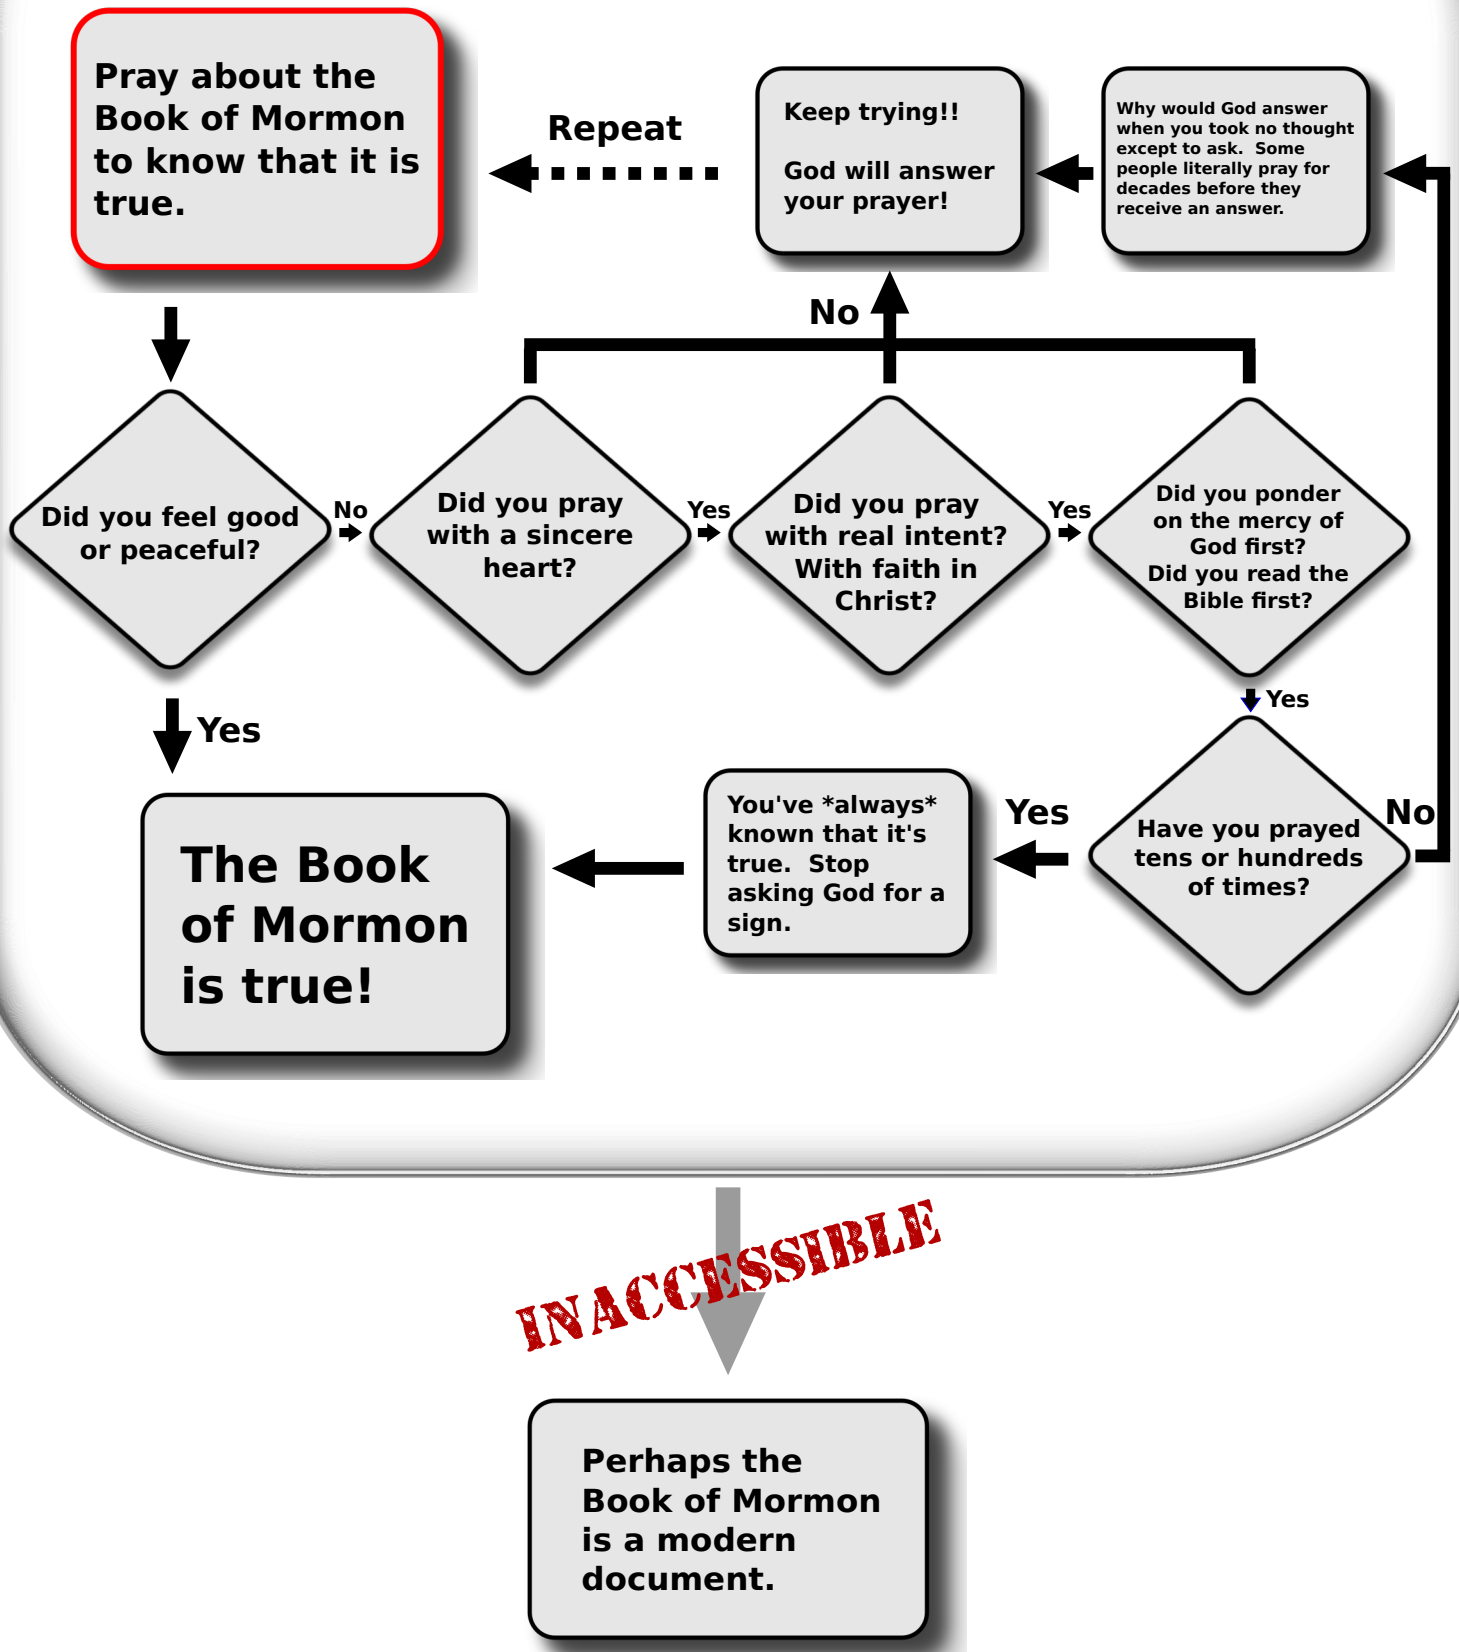 Pray about the
Book of Mormon
to know that it is
true.
Repeat
Keep trying!!
God will answer
your prayer!
Why would God answer
when you took no thought
except to ask.  Some
people literally pray for
decades before they
receive an answer.
No
Did you feel good
or peaceful?
No
Did you pray
with a sincere
heart?
Yes
Did you pray
with real intent?
With faith in
Christ?
Yes
Did you ponder
on the mercy of
God first?
Did you read the
Bible first?
Yes
Yes
The Book
of Mormon
is true!
You've *always*
known that it's
true.  Stop
asking God for a
sign.
Yes
Have you prayed
tens or hundreds
of times?
No
INACCESSIBLE
Perhaps the
Book of Mormon
is a modern
document.